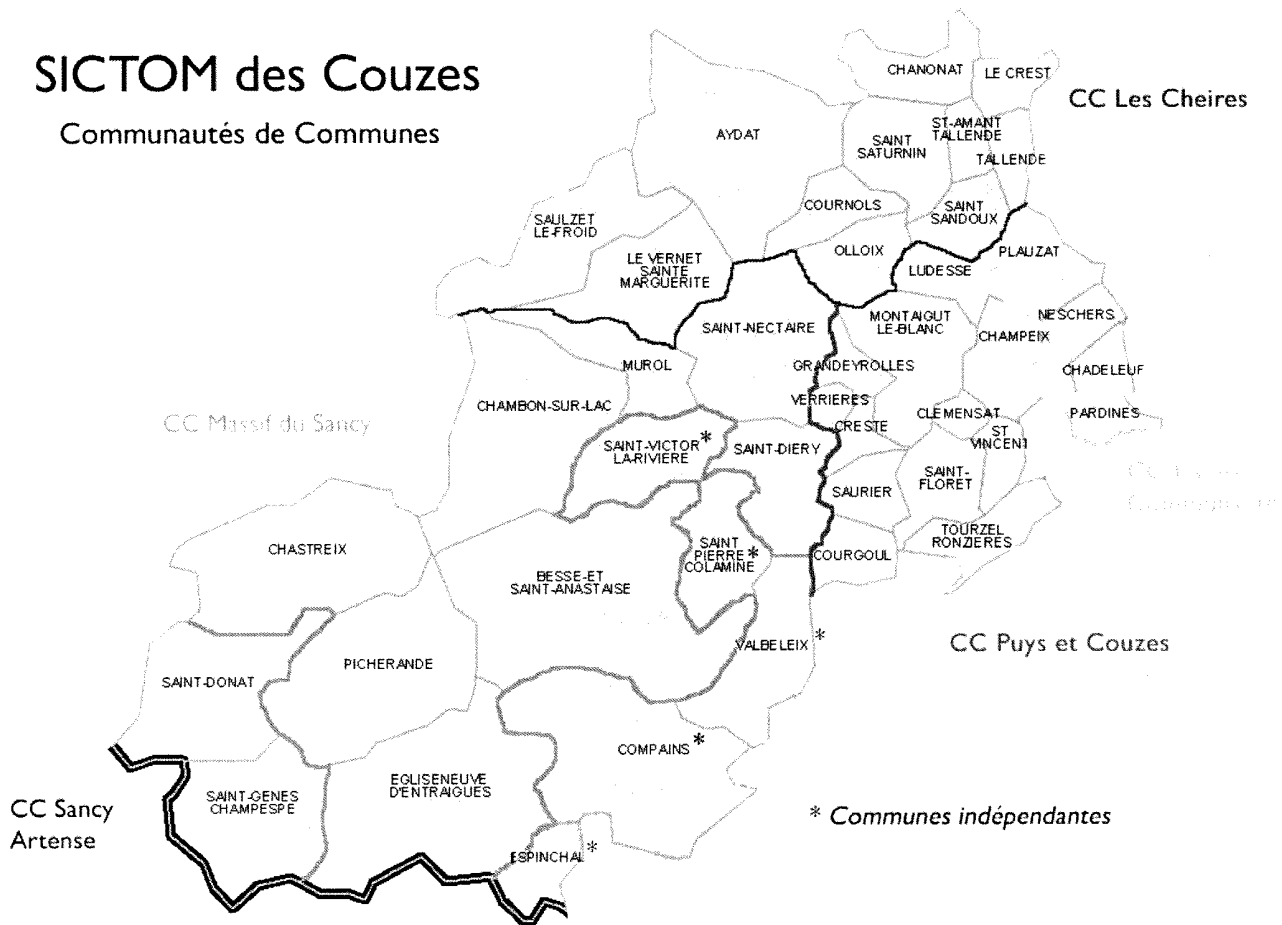 SICTOM des Couzes
Communautés de Communes
CHANONAT
LE CREST
CC Les Cheires
AYDAT
SAINT
SATURNIN
ST-AMANT
TALLENDE
TALLENDE
COURNOLS
SAINT
SANDOUX
SAULZET
LE-FROID
OLLOIX
LE VERNET
SAINTE
MARGUERITE
LUDESSE
PLAUZAT
SAINT-NECTAIRE
MONTAIGUT
LE-BLANC
NESCHERS
CHAMPEIX
MUROL
GRANDEYROLLES
CHADELEUF
CHAMBON-SUR-LAC
VERRIERES
CRESTE
CLEMENSAT
PARDINES
CC Massif du Sancy
SAINT-VICTOR *
LA-RIVIERE
SAINT-DIERY
ST
VINCENT
SAURIER
SAINT-
FLORET
CHASTREIX
BESSE-ET
SAINT-ANASTAISE
SAINT
PIERRE *
COLAMINE
COURGOUL
TOURZEL
RONZIERES
PICHERANDE
VALBELEIX *
CC Puys et Couzes
SAINT-DONAT
COMPAINS *
EGLISENEUVE
D'ENTRAIGUES
SAINT-GENES
CHAMPESPE
CC Sancy
Artense
* Communes indépendantes
ESPINCHAL *